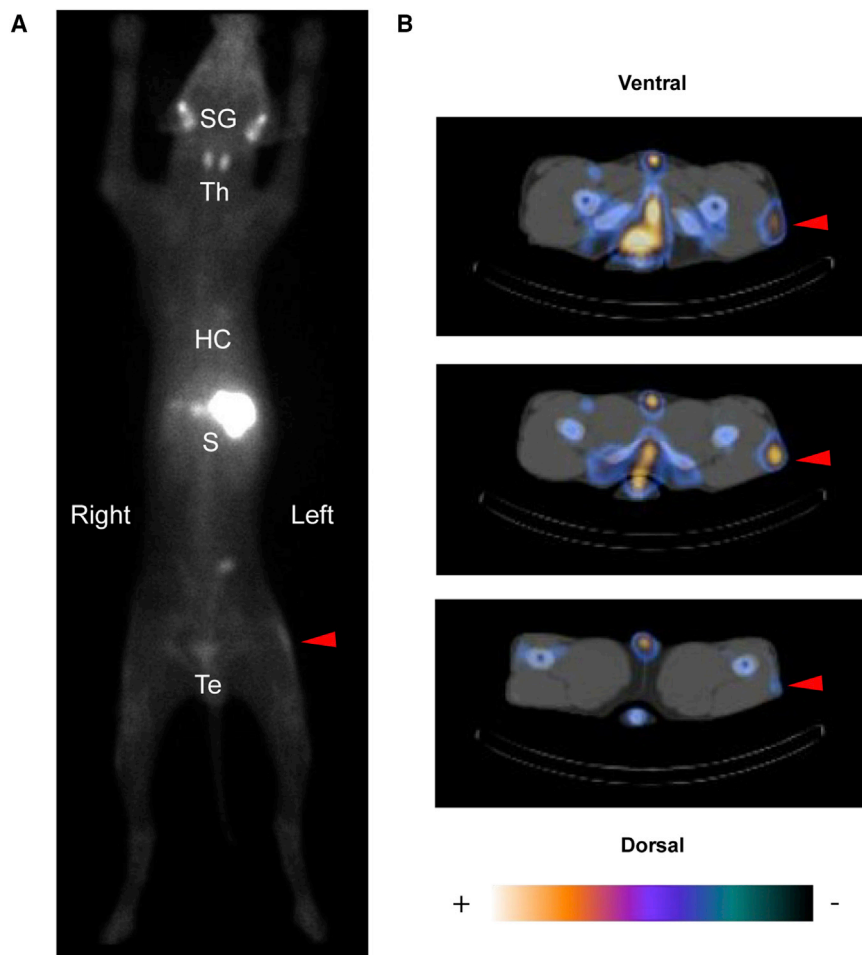 A
SG
Th
HC
S
Right
Left
Te
B
Ventral
Dorsal
+
-